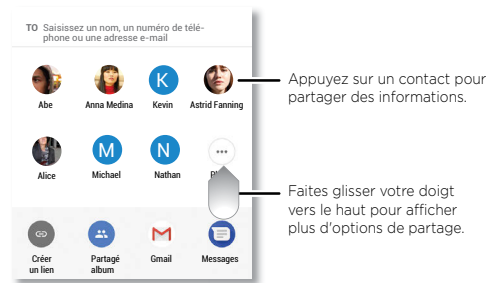 TO Saisissez un nom, un numéro de télé-
phone ou une adresse e-mail
K
Abe Anna Medina Kevin Astrid Fanning
Appuyez sur un contact pour
partager des informations.
M N
Alice Michael Nathan
Faites glisser votre doigt
vers le haut pour afficher
plus d'options de partage.
Créer Partagé Gmail Messages
un lien album